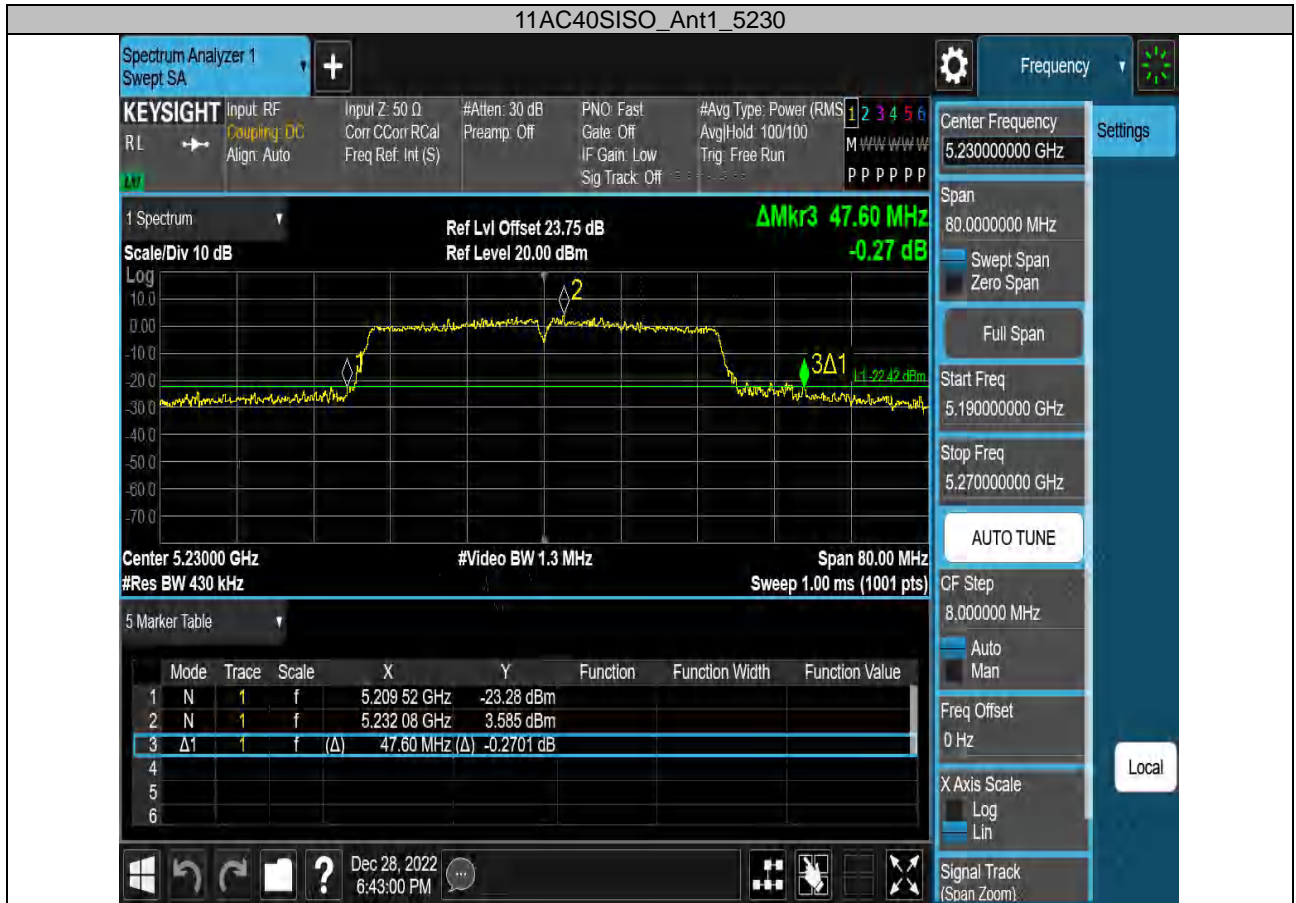 11AC40SISO_Ant1_5230
Spectrum Analyzer 1
Swept SA
Frequency
KEYSIGHT
RL
LXI
Input: RF
Coupling: DC
Align: Auto
Input Z: 50 Ω
Corr CCorr RCal
Freq Ref: Int (S)
#Atten: 30 dB
Preamp: Off
PNO: Fast
Gate: Off
IF Gain: Low
Sig Track: Off
#Avg Type: Power (RMS
Avg|Hold: 100/100
Trig: Free Run
1 2 3 4 5 6
M W W W W W
P P P P P P
1 Spectrum
Scale/Div 10 dB
Ref Lvl Offset 23.75 dB
Ref Level 20.00 dBm
ΔMkr3 47.60 MHz
-0.27 dB
Log
10.0
0.00
-10.0
-20.0
-30.0
-40.0
-50.0
-60.0
-70.0
1
2
3Δ1
L1 -22.42 dBm
Center 5.23000 GHz
#Res BW 430 kHz
#Video BW 1.3 MHz
Span 80.00 MHz
Sweep 1.00 ms (1001 pts)
5 Marker Table
Mode Trace Scale X Y Function Function Width Function Value
1 N 1 f 5.209 52 GHz -23.28 dBm
2 N 1 f 5.232 08 GHz 3.585 dBm
3 Δ1 1 f (Δ) 47.60 MHz (Δ) -0.2701 dB
4
5
6
?
Dec 28, 2022
6:43:00 PM
Center Frequency
5.230000000 GHz
Settings
Span
80.0000000 MHz
Swept Span
Zero Span
Full Span
Start Freq
5.190000000 GHz
Stop Freq
5.270000000 GHz
AUTO TUNE
CF Step
8.000000 MHz
Auto
Man
Freq Offset
0 Hz
X Axis Scale
Log
Lin
Local
Signal Track
(Span Zoom)